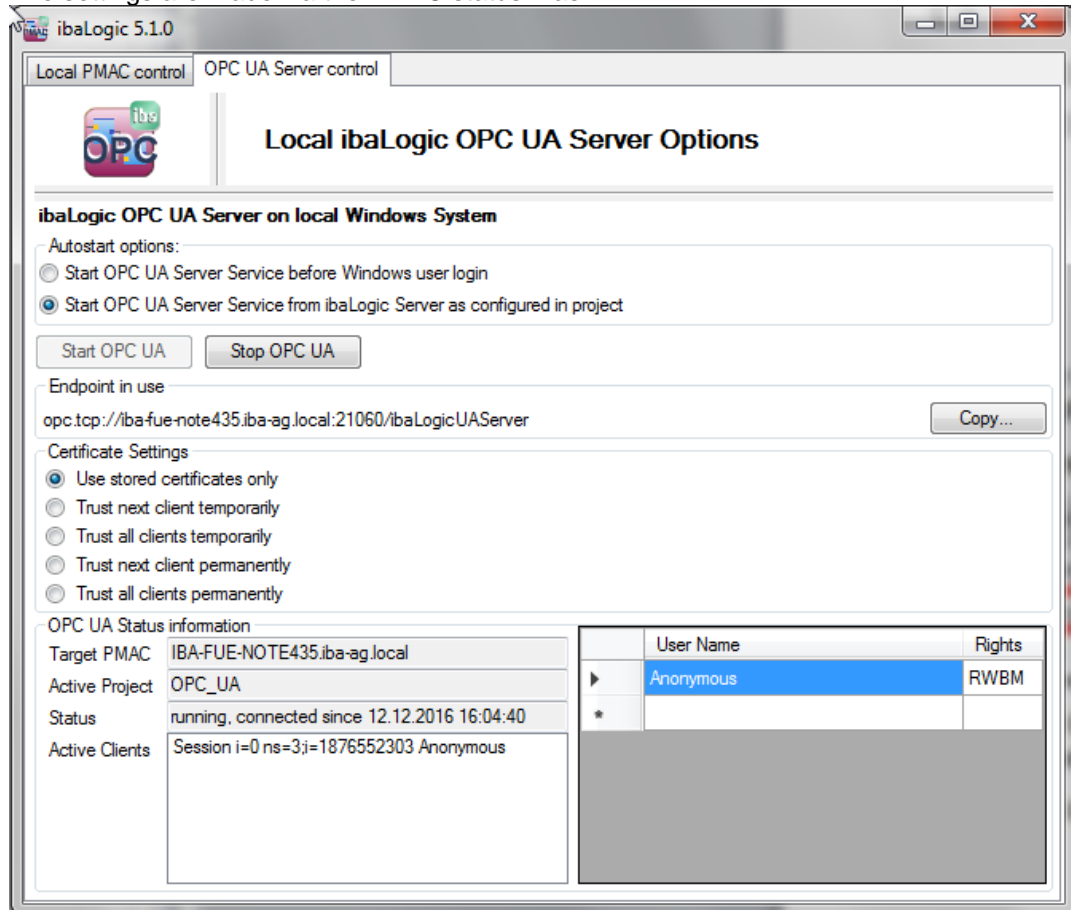 ibaLogic 5.1.0
Local PMAC control OPC UA Server control
iba
OPC
Local ibaLogic OPC UA Server Options
ibaLogic OPC UA Server on local Windows System
Autostart options:
Start OPC UA Server Service before Windows user login
Start OPC UA Server Service from ibaLogic Server as configured in project
Start OPC UA Stop OPC UA
Endpoint in use
opc.tcp://iba-fue-note435.iba-ag.local:21060/ibaLogicUAServer Copy...
Certificate Settings
Use stored certificates only
Trust next client temporarily
Trust all clients temporarily
Trust next client permanently
Trust all clients permanently
OPC UA Status information
User Name Rights
Target PMAC IBA-FUE-NOTE435.iba-ag.local
Anonymous RWBM
Active Project OPC_UA
Status running, connected since 12.12.2016 16:04:40
*
Active Clients Session i=0 ns=3;i=1876552303 Anonymous